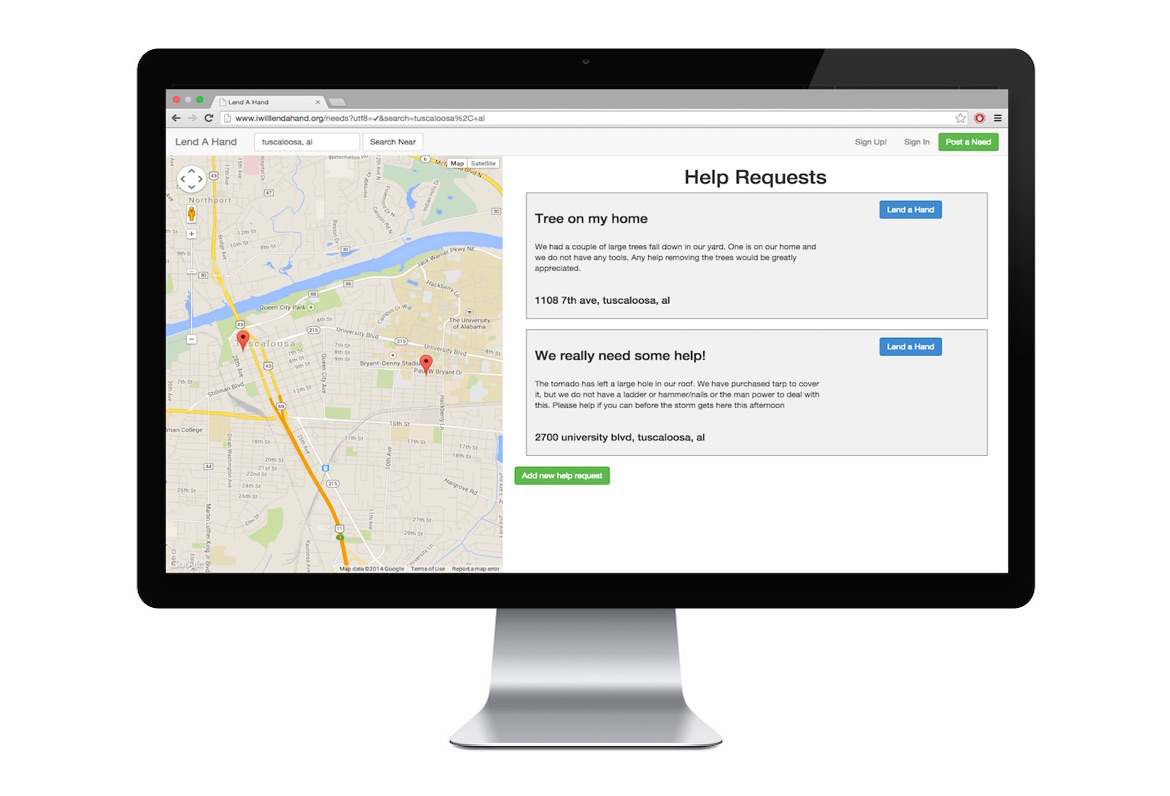 Lend A Hand
www.iwilllendahand.org/needs?utf8=✓&search=tuscaloosa%2C+al
Lend A Hand
tuscaloosa, al
Search Near
Sign Up!
Sign In
Post a Need
Map
Satellite
Northport
Queen City Park
Jack Warner Pkwy NE
Hackberry Ln
The University
of Alabama
University Blvd
University Blvd
Bryant-Denny Stadium
Paul W Bryant Dr
Tuscaloosa
Stillman Blvd
15th St
Hargrove Rd
Google
Map data ©2014 Google
Terms of Use
Report a map error
Help Requests
Tree on my home
Lend a Hand
We had a couple of large trees fall down in our yard. One is on our home and
we do not have any tools. Any help removing the trees would be greatly
appreciated.
1108 7th ave, tuscaloosa, al
We really need some help!
Lend a Hand
The tornado has left a large hole in our roof. We have purchased tarp to cover
it, but we do not have a ladder or hammer/nails or the man power to deal with
this. Please help if you can before the storm gets here this afternoon
2700 university blvd, tuscaloosa, al
Add new help request